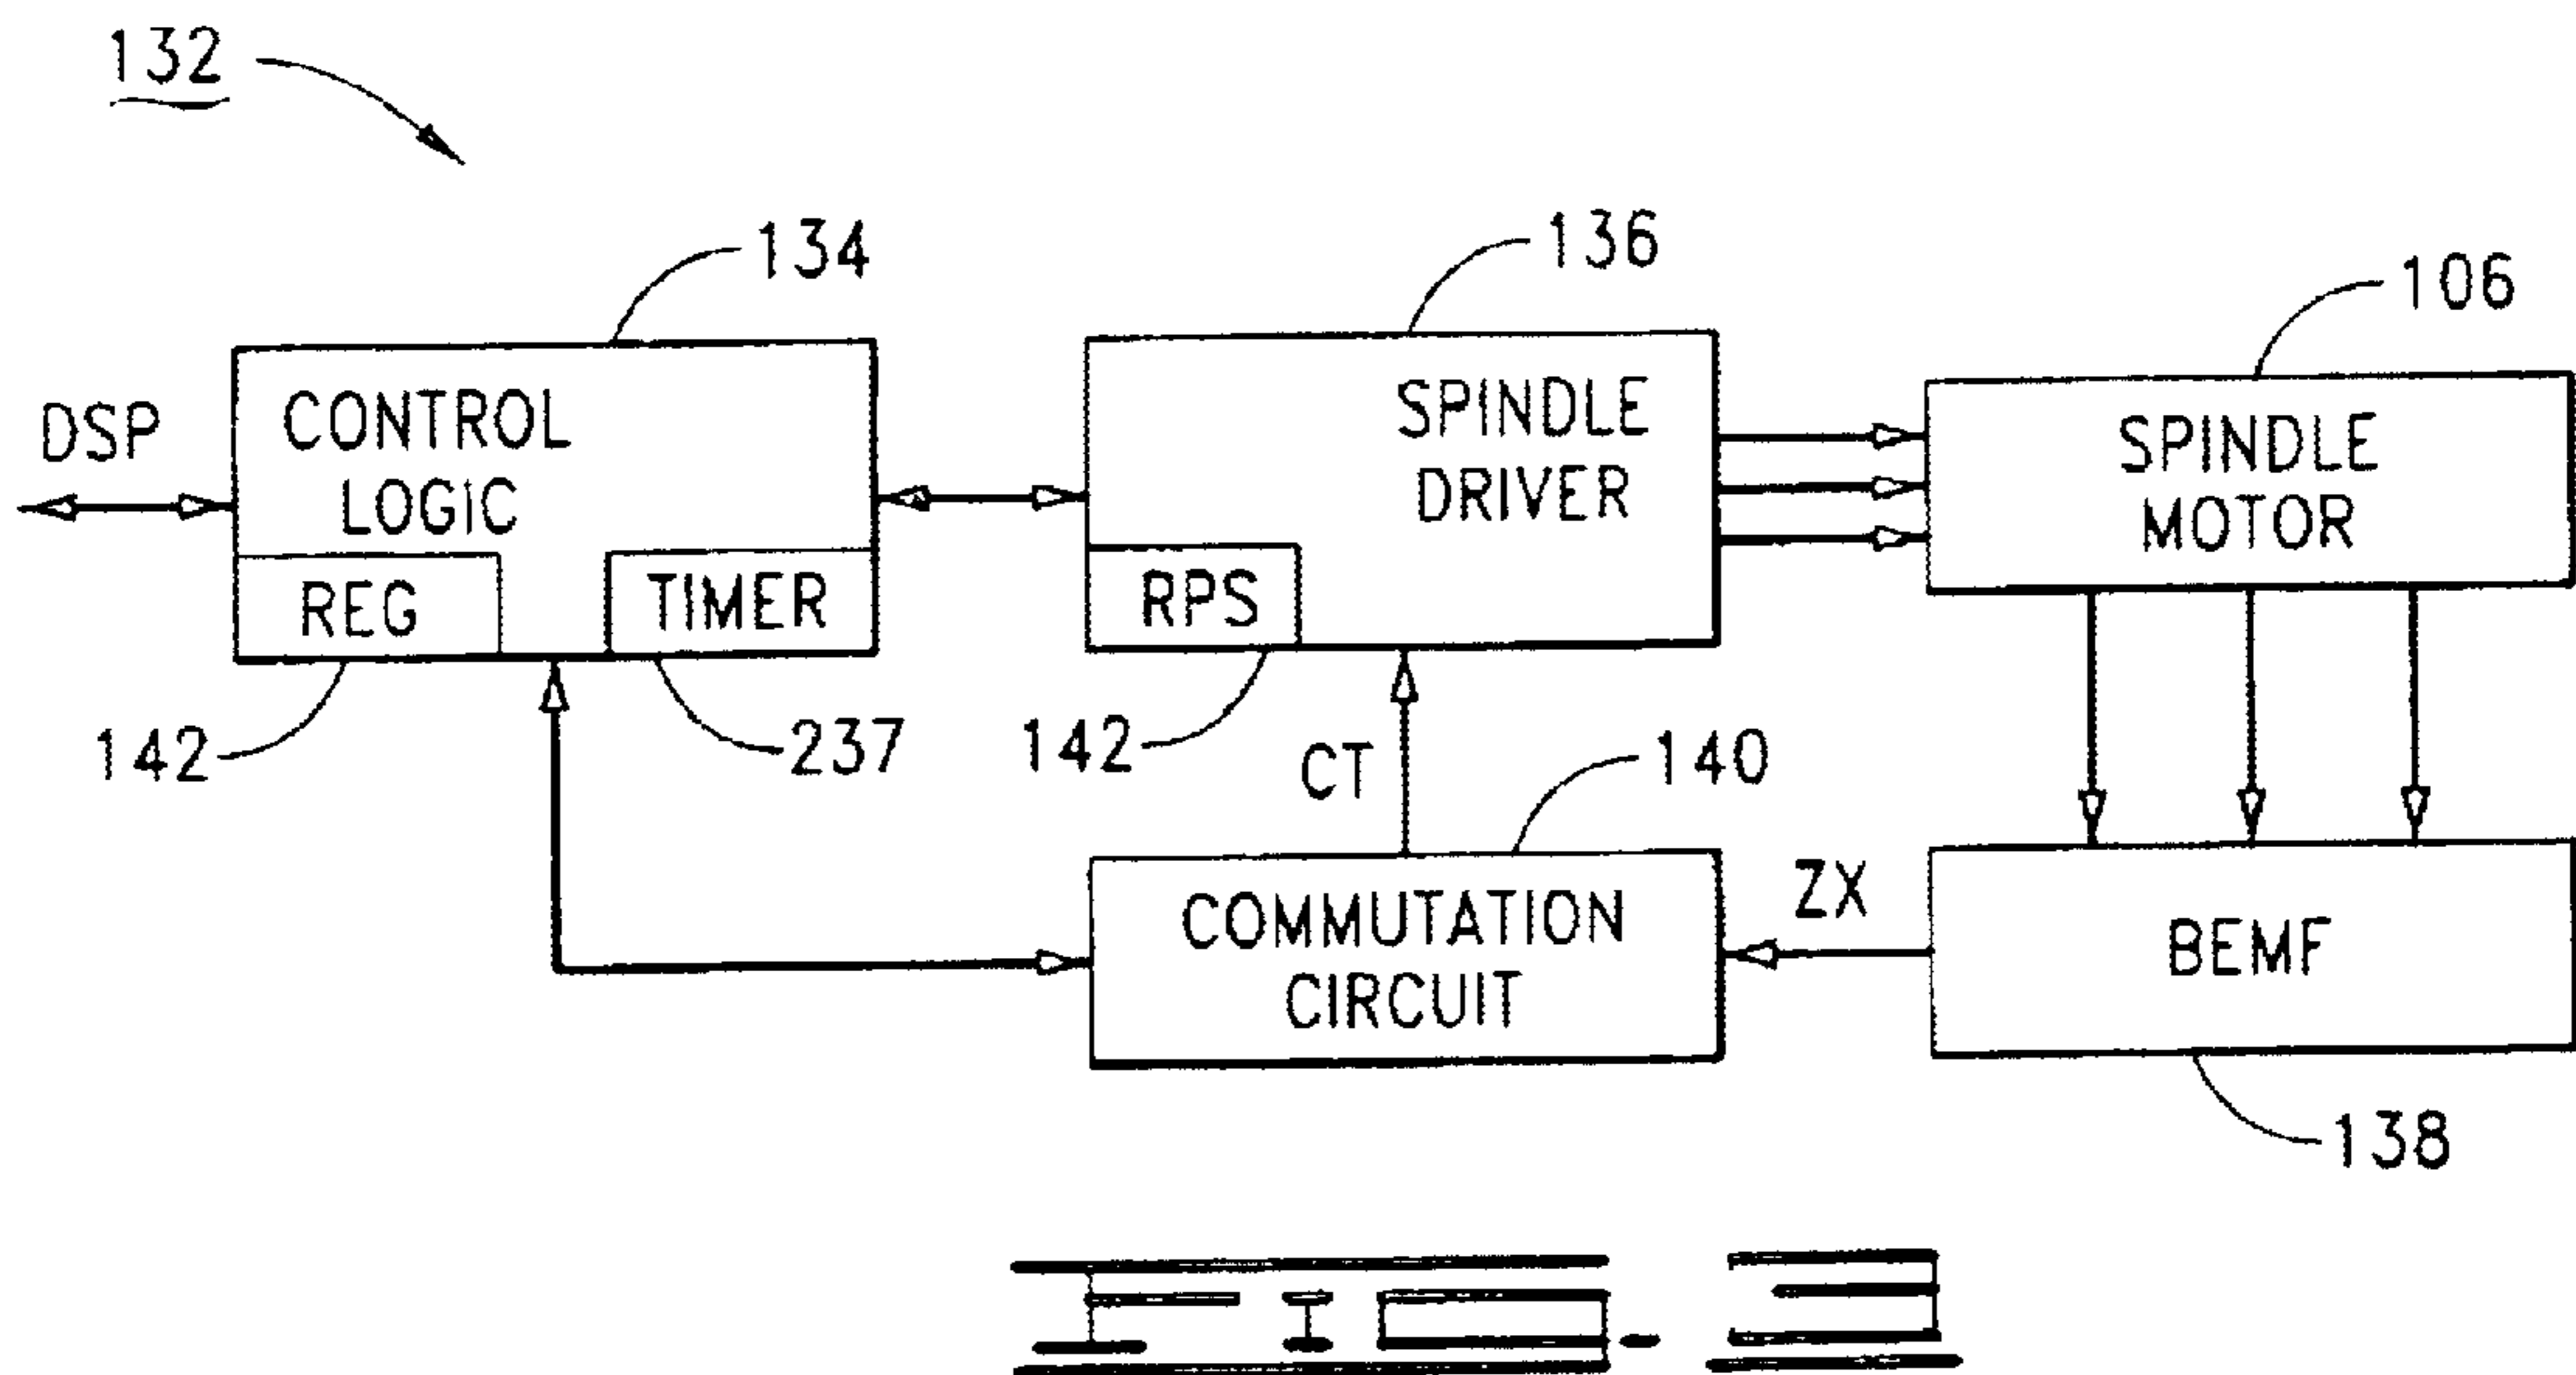 132
134
136
106
DSP
CONTROL
LOGIC
SPINDLE
DRIVER
SPINDLE
MOTOR
REG
TIMER
RPS
142
237
142
CT
140
COMMUTATION
CIRCUIT
ZX
BEMF
138
FIG. 3